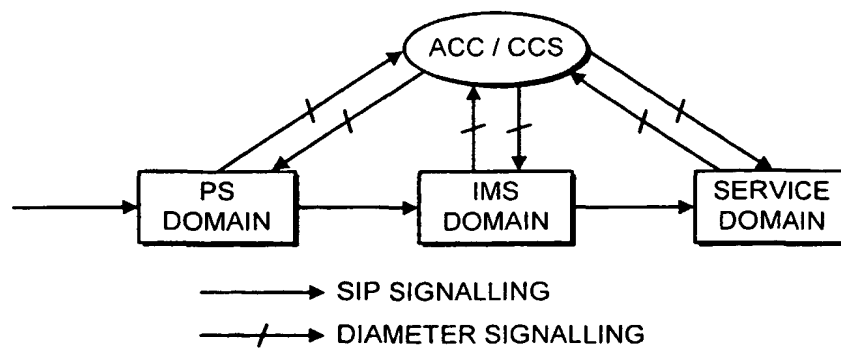 ACC / CCS
PS
DOMAIN
IMS
DOMAIN
SERVICE
DOMAIN
SIP SIGNALLING
DIAMETER SIGNALLING